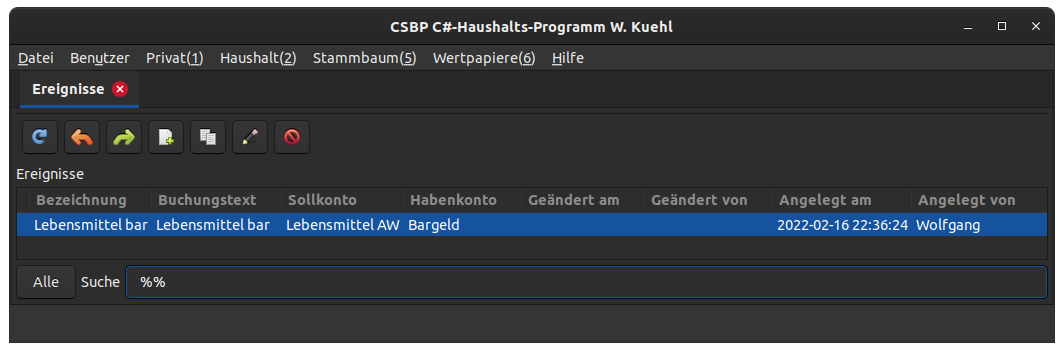 CSBP C#-Haushalts-Programm W. Kuehl
Datei Benutzer Privat(1) Haushalt(2) Stammbaum(5) Wertpapiere(6) Hilfe
Ereignisse
Ereignisse
Bezeichnung Buchungstext Sollkonto Habenkonto Geändert am Geändert von Angelegt am Angelegt von
Lebensmittel bar Lebensmittel bar Lebensmittel AW Bargeld 2022-02-16 22:36:24 Wolfgang
Alle Suche %%